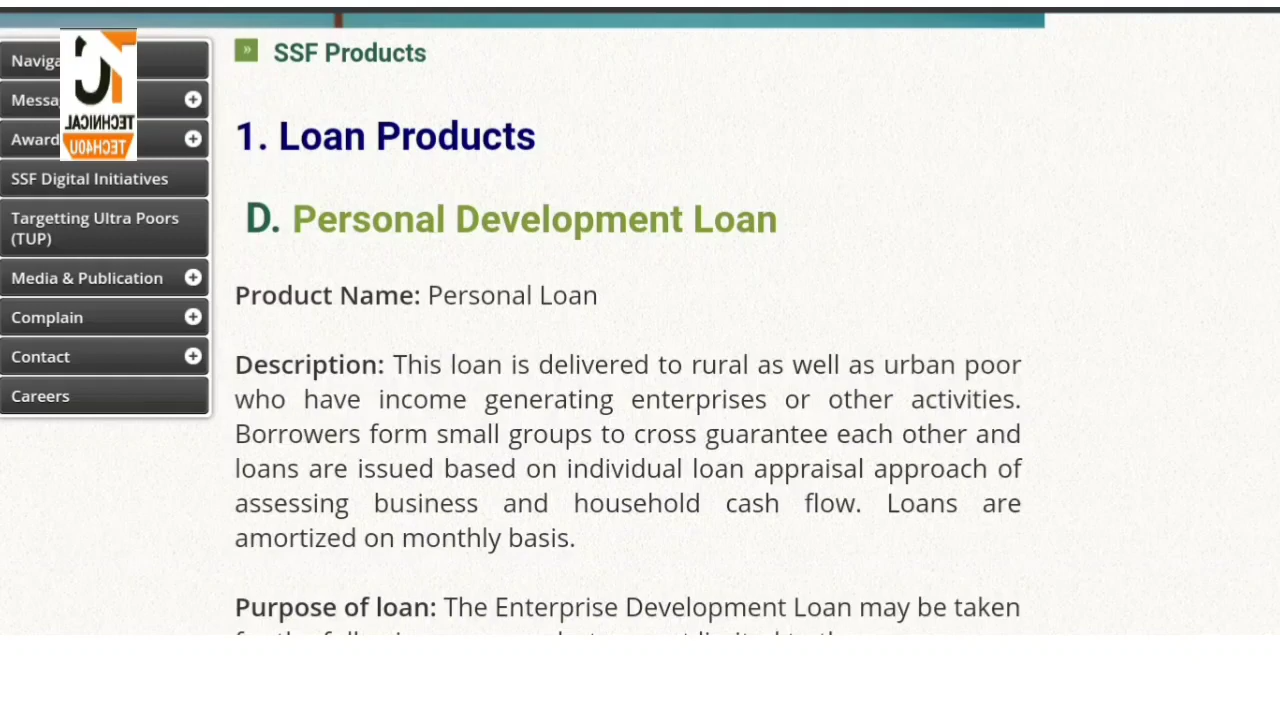 SSF Products
1. Loan Products
D. Personal Development Loan
Product Name: Personal Loan
Description: This loan is delivered to rural as well as urban poor
who have income generating enterprises or other activities.
Borrowers form small groups to cross guarantee each other and
loans are issued based on individual loan appraisal approach of
assessing business and household cash flow. Loans are
amortized on monthly basis.
Purpose of loan: The Enterprise Development Loan may be taken
Naviga
Messa
Award
SSF Digital Initiatives
Targetting Ultra Poors
(TUP)
Media & Publication
Complain
Contact
Careers
TECHNICAL
TECH4OU